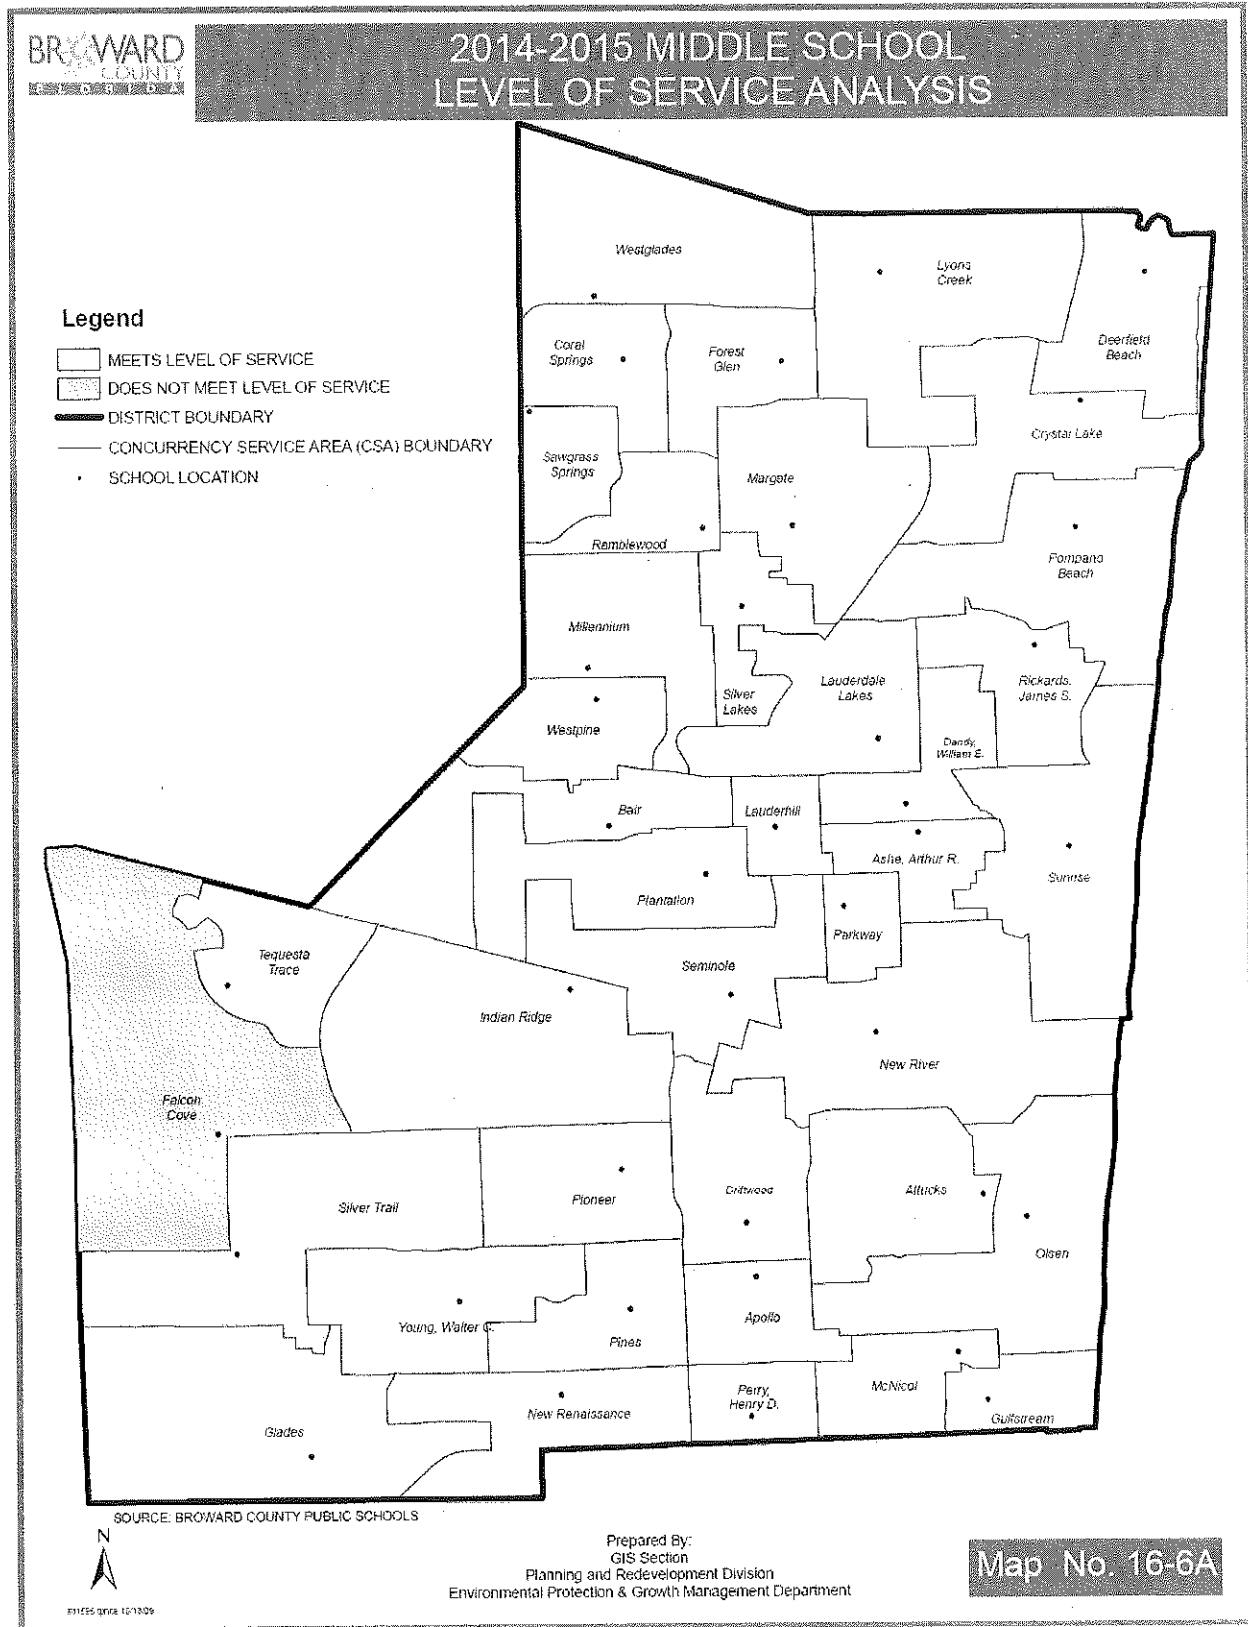 BROWARD
COUNTY
FLORIDA
2014-2015 MIDDLE SCHOOL
LEVEL OF SERVICE ANALYSIS
Legend
MEETS LEVEL OF SERVICE
DOES NOT MEET LEVEL OF SERVICE
DISTRICT BOUNDARY
CONCURRENCY SERVICE AREA (CSA) BOUNDARY
SCHOOL LOCATION
Westglades
Lyons
Creek
Deerfield
Beach
Coral
Springs
Forest
Glen
Crystal Lake
Sawgrass
Springs
Margate
Ramblewood
Pompano
Beach
Millennium
Silver
Lakes
Lauderdale
Lakes
Rickards,
James S.
Westpine
Dandy,
William E.
Bair
Lauderhill
Ashe, Arthur R.
Sunrise
Plantation
Parkway
Tequesta
Trace
Seminole
Indian Ridge
New River
Falcon
Cove
Silver Trail
Pioneer
Driftwood
Attucks
Olsen
Young, Walter C.
Pines
Apollo
Perry,
Henry D.
McNicol
New Renaissance
Gulfstream
Glades
SOURCE: BROWARD COUNTY PUBLIC SCHOOLS
N
Prepared By:
GIS Section
Planning and Redevelopment Division
Environmental Protection & Growth Management Department
Map No. 16-6A